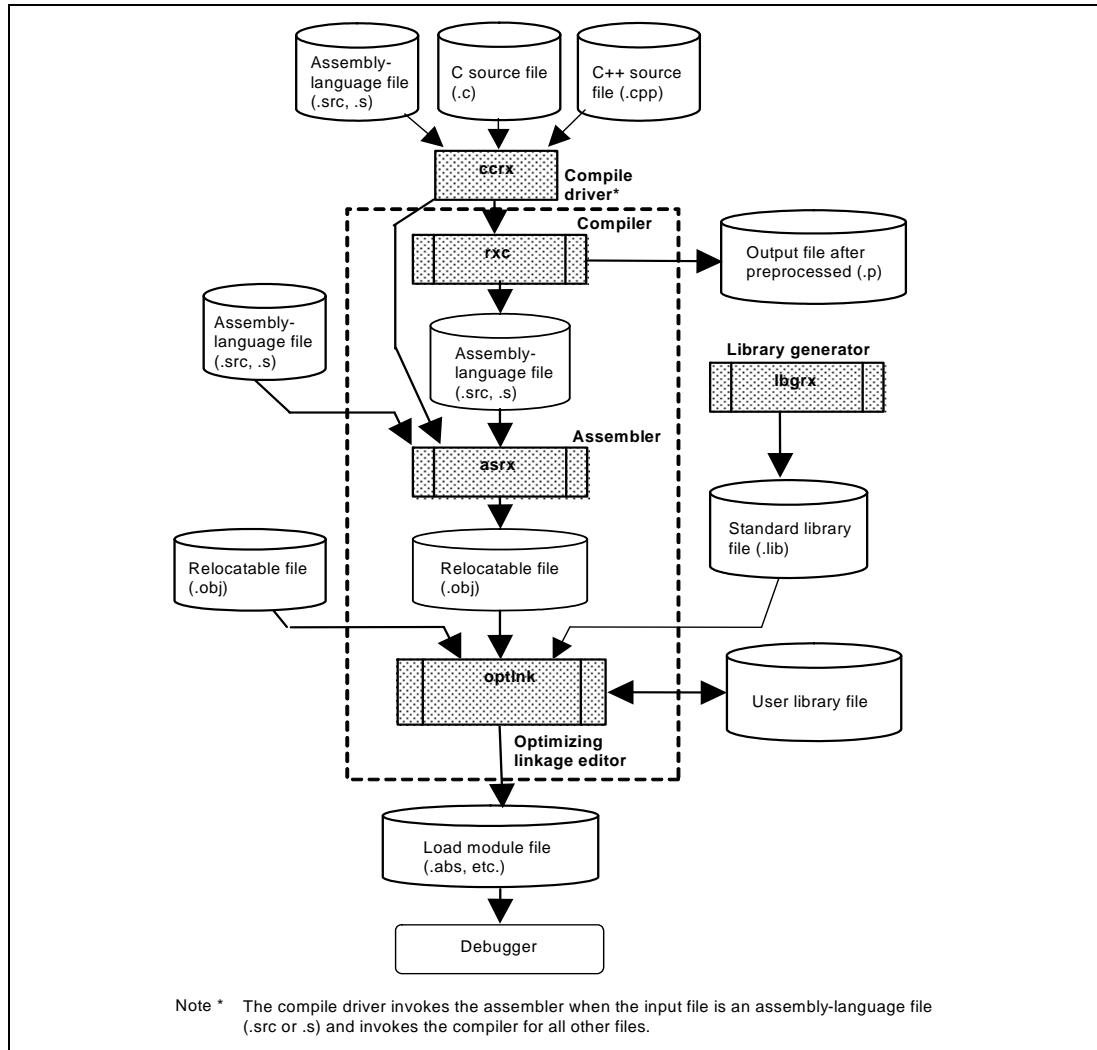 Assembly-
language file
(.src, .s)
C source file
(.c)
C++ source
file (.cpp)
ccrx
Compile
driver*
Compiler
rxc
Output file after
preprocessed (.p)
Assembly-
language file
(.src, .s)
Assembly-
language file
(.src, .s)
Library generator
lbgrx
Assembler
asrx
Standard library
file (.lib)
Relocatable file
(.obj)
Relocatable file
(.obj)
optlnk
User library file
Optimizing
linkage editor
Load module file
(.abs, etc.)
Debugger
Note * The compile driver invokes the assembler when the input file is an assembly-language file
(.src or .s) and invokes the compiler for all other files.